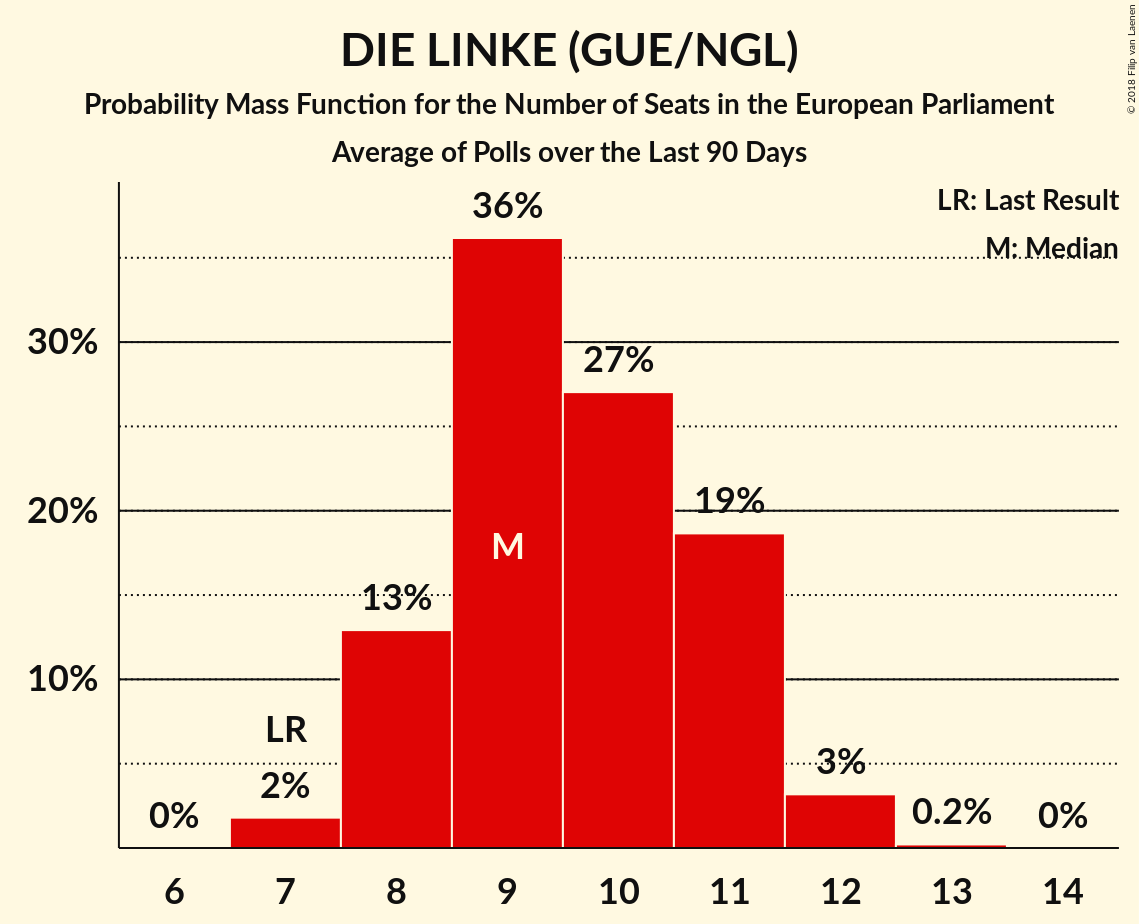 DIE LINKE (GUE/NGL)
Probability Mass Function for the Number of Seats in the European Parliament
Average of Polls over the Last 90 Days
© 2018 Filip van Laenen
LR: Last Result
M: Median
36%
30%
27%
20%
19%
M
13%
10%
LR
2%
3%
0%
0.2%
0%
6 7 8 9 10 11 12 13 14